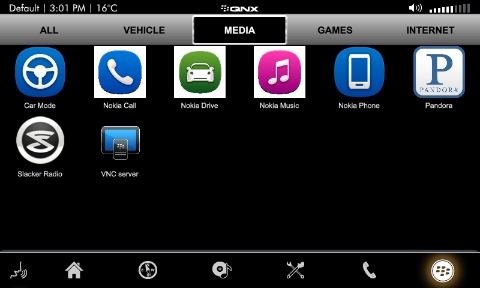 Default | 3:01 PM | 16°C QNX
ALL VEHICLE MEDIA GAMES INTERNET
P
PANDORA
Car Mode Nokia Call Nokia Drive Nokia Music Nokia Phone Pandora
S
Slacker Radio VNC server